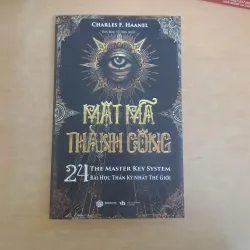 CHARLES F. HAANEL
MẬT MÃ
THÀNH CÔNG
24
THE MASTER KEY SYSTEM
BÀI HỌC THẦN KỲ NHẤT THẾ GIỚI